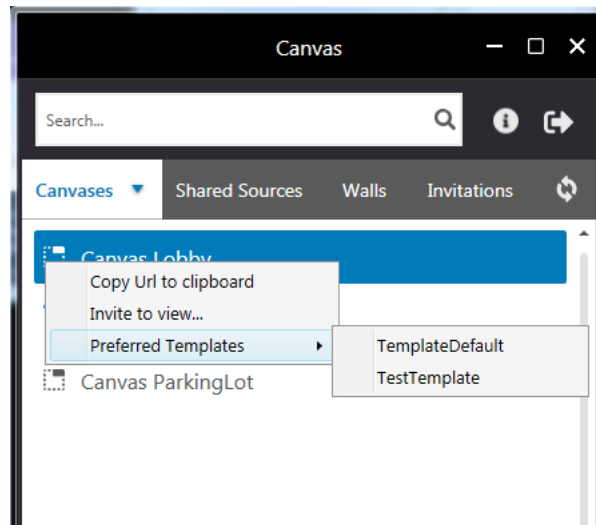 Canvas
Search...
Canvases Shared Sources Walls Invitations
Canvas Lobby
Copy Url to clipboard
Invite to view...
Preferred Templates TemplateDefault
TestTemplate
Canvas ParkingLot